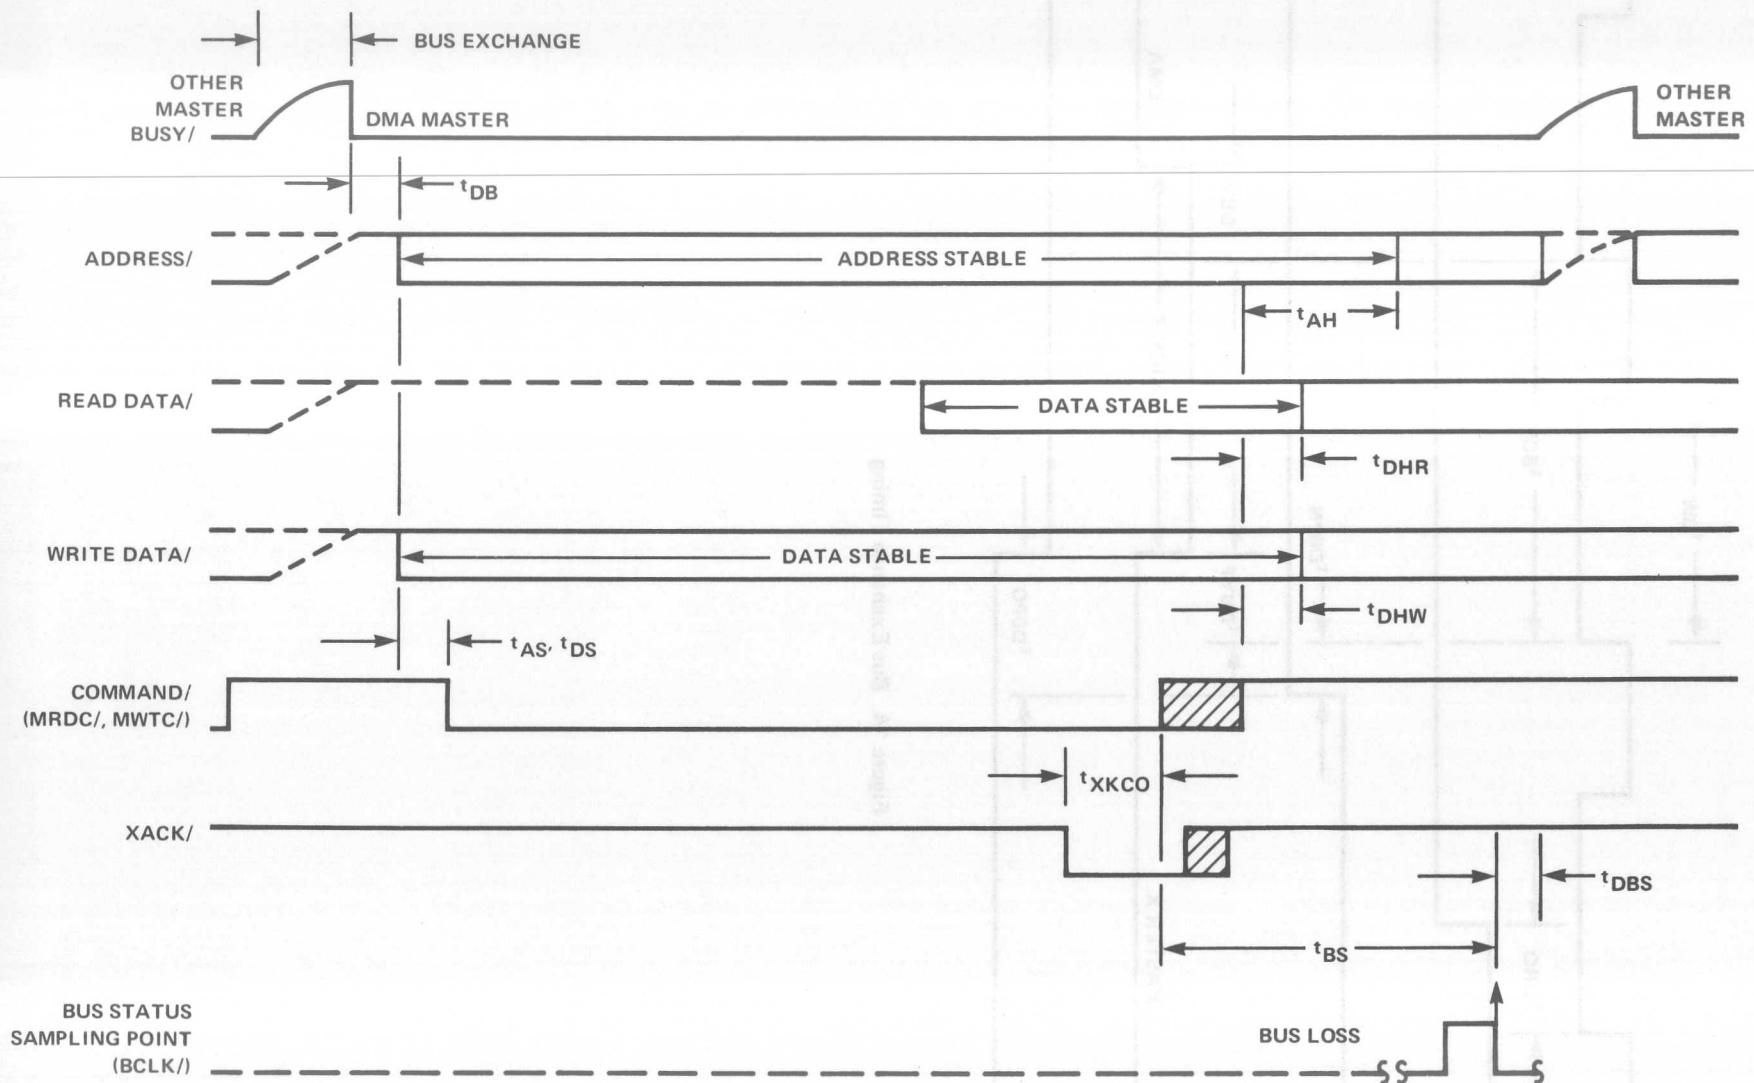 BUS EXCHANGE
OTHER
MASTER
BUSY/
DMA MASTER
OTHER
MASTER
tDB
ADDRESS/
ADDRESS STABLE
tAH
READ DATA/
DATA STABLE
tDHR
WRITE DATA/
DATA STABLE
tDHW
tAS, tDS
COMMAND/
(MRDC/, MWTC/)
tXKCO
XACK/
tDBS
tBS
BUS STATUS
SAMPLING POINT
(BCLK/)
BUS LOSS